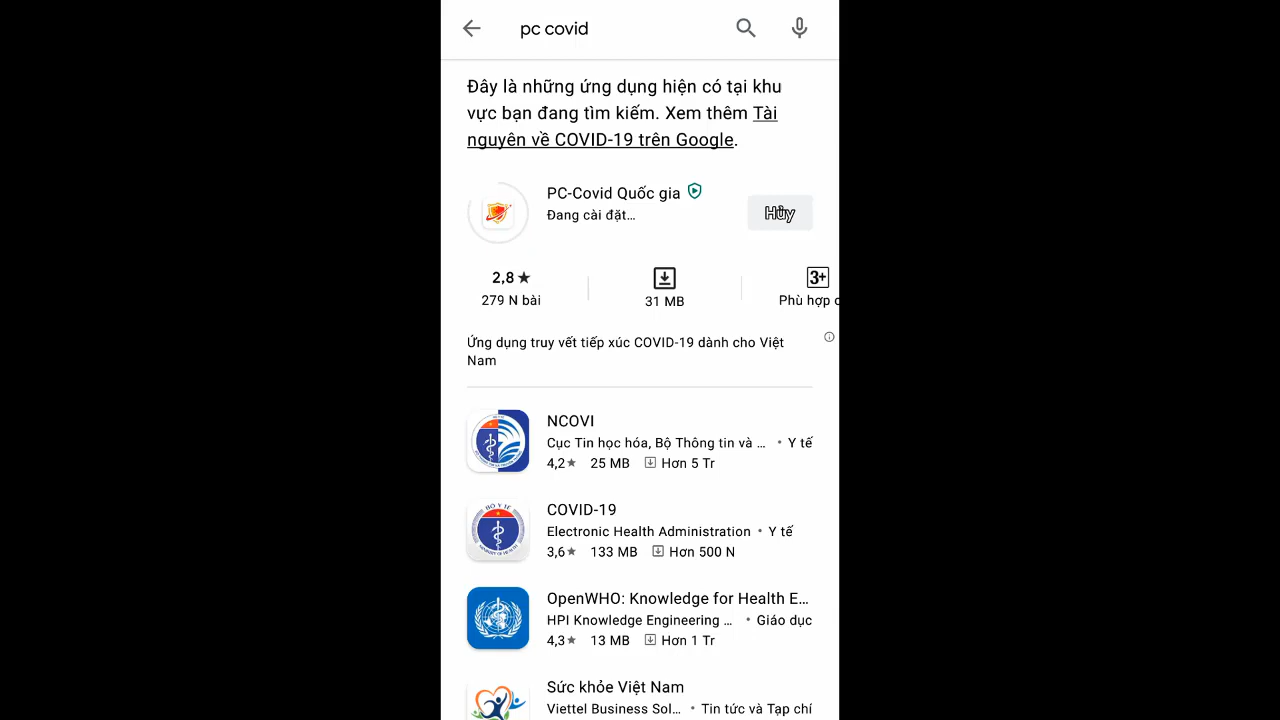 pc covid
Đây là những ứng dụng hiện có tại khu
vực bạn đang tìm kiếm. Xem thêm Tài
nguyên về COVID-19 trên Google.
PC-Covid Quốc gia
Đang cài đặt...
Hủy
2,8★
279 N bài
31 MB
3+
Phù hợp
Ứng dụng truy vết tiếp xúc COVID-19 dành cho Việt
Nam
NCOVI
Cục Tin học hóa, Bộ Thông tin và ... • Y tế
4,2★ 25 MB Hơn 5 Tr
COVID-19
Electronic Health Administration • Y tế
3,6★ 133 MB Hơn 500 N
OpenWHO: Knowledge for Health E...
HPI Knowledge Engineering ... • Giáo dục
4,3★ 13 MB Hơn 1 Tr
Sức khỏe Việt Nam
Viettel Business Sol... • Tin tức và Tạp chí